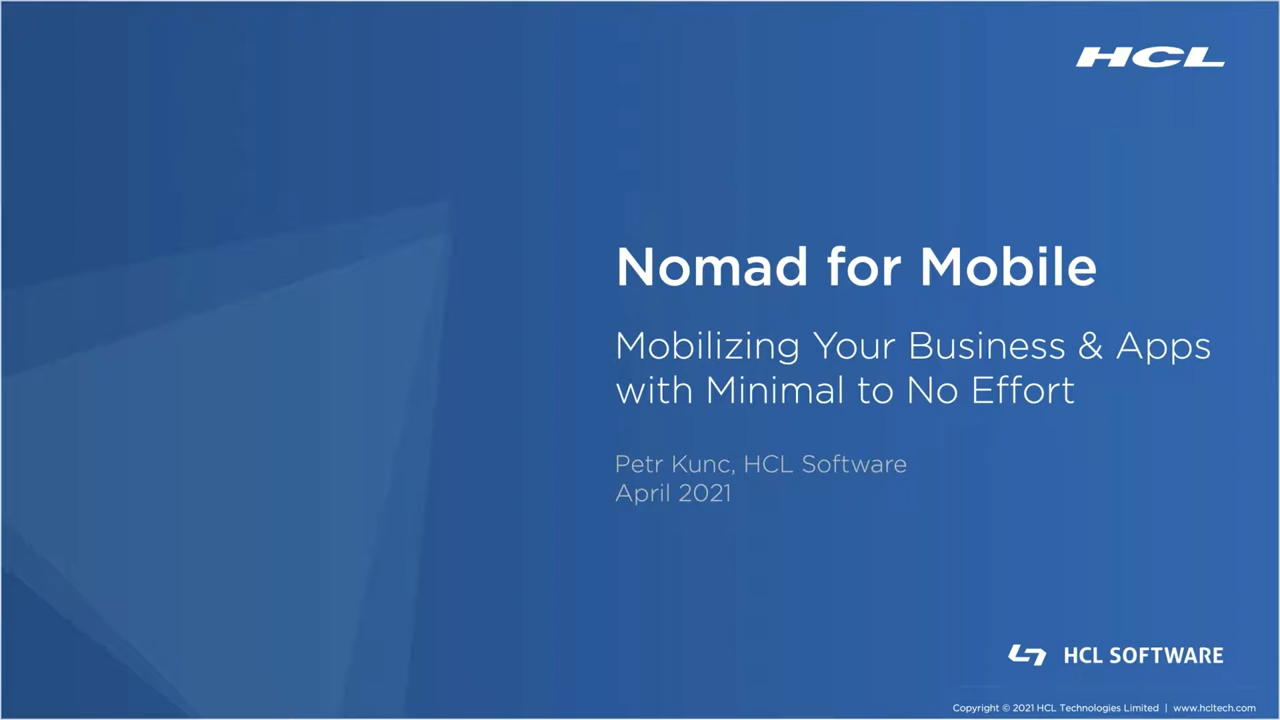 HCL
Nomad for Mobile
Mobilizing Your Business & Apps
with Minimal to No Effort
Petr Kunc, HCL Software
April 2021
HCL SOFTWARE
Copyright © 2021 HCL Technologies Limited | www.hcltech.com